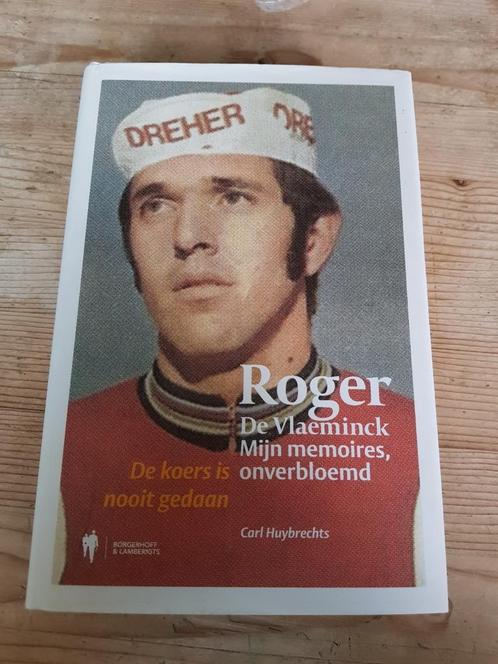 DREHER
DRE
Roger
De Vlaeminck
Mijn memoires,
onverbloemd
De koers is
nooit gedaan
Carl Huybrechts
BORGERHOFF
& LAMBERIGTS